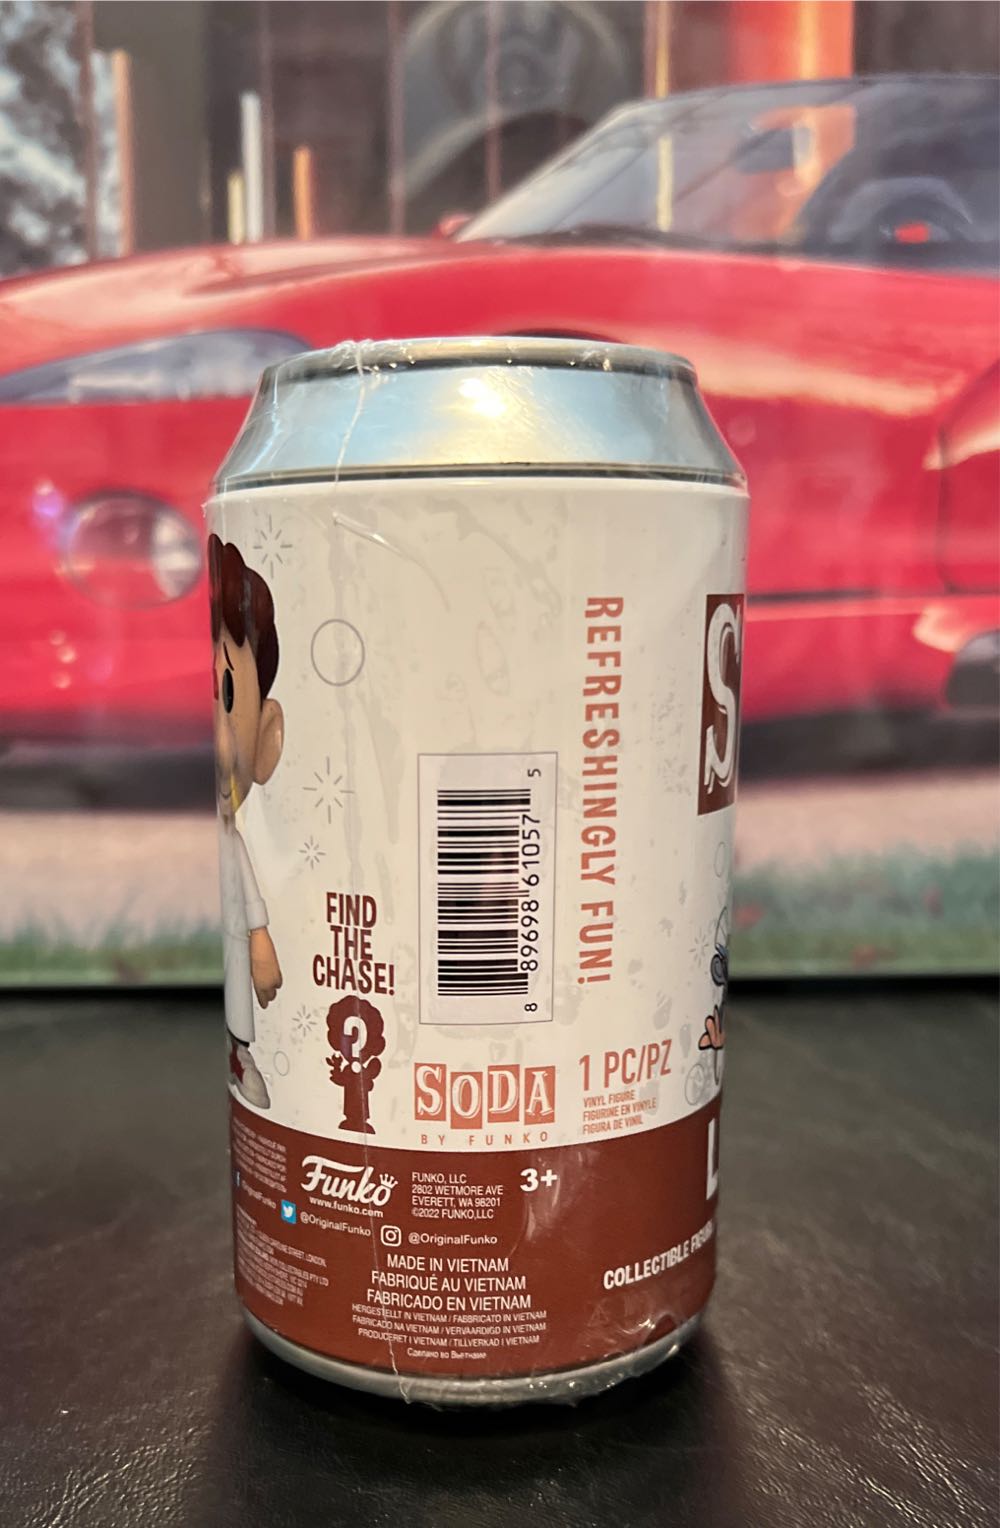 FIND
THE
CHASE!
?
8 89698 61057 5
REFRESHINGLY FUN!
S
SODA
BY FUNKO
1 PC/PZ
VINYL FIGURE
FIGURINE EN VINYLE
FIGURA DE VINIL
L
Funko
www.funko.com
@OriginalFunko
@OriginalFunko
FUNKO, LLC
2802 WETMORE AVE
EVERETT, WA 98201
©2022 FUNKO,LLC
3+
@OriginalFunko
MADE IN VIETNAM
FABRIQUÉ AU VIETNAM
FABRICADO EN VIETNAM
HERGESTELLT IN VIETNAM / FABBRICATO IN VIETNAM
FABRICADO NA VIETNAM / VERVAARDIGD IN VIETNAM
PRODUCERET I VIETNAM / TILLVERKAD I VIETNAM
Сделано во Вьетнаме
COLLECTIBLE